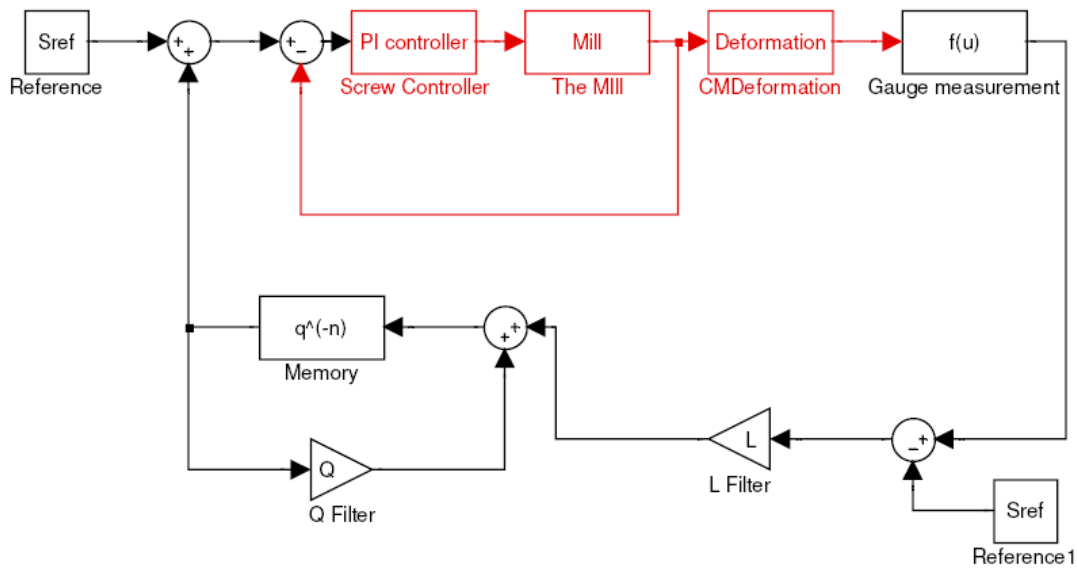 Sref
Reference
+
+
+
−
PI controller
Screw Controller
Mill
The MIll
Deformation
CMDeformation
f(u)
Gauge measurement
q^(-n)
Memory
+
+
Q
Q Filter
L
L Filter
−
+
Sref
Reference1